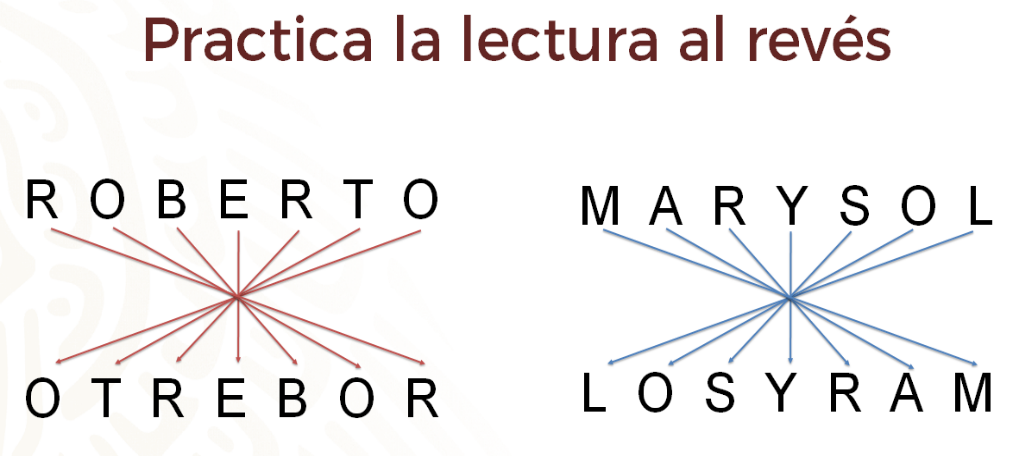 Practica la lectura al revés
R O B E R T O
O T R E B O R
M A R Y S O L
L O S Y R A M